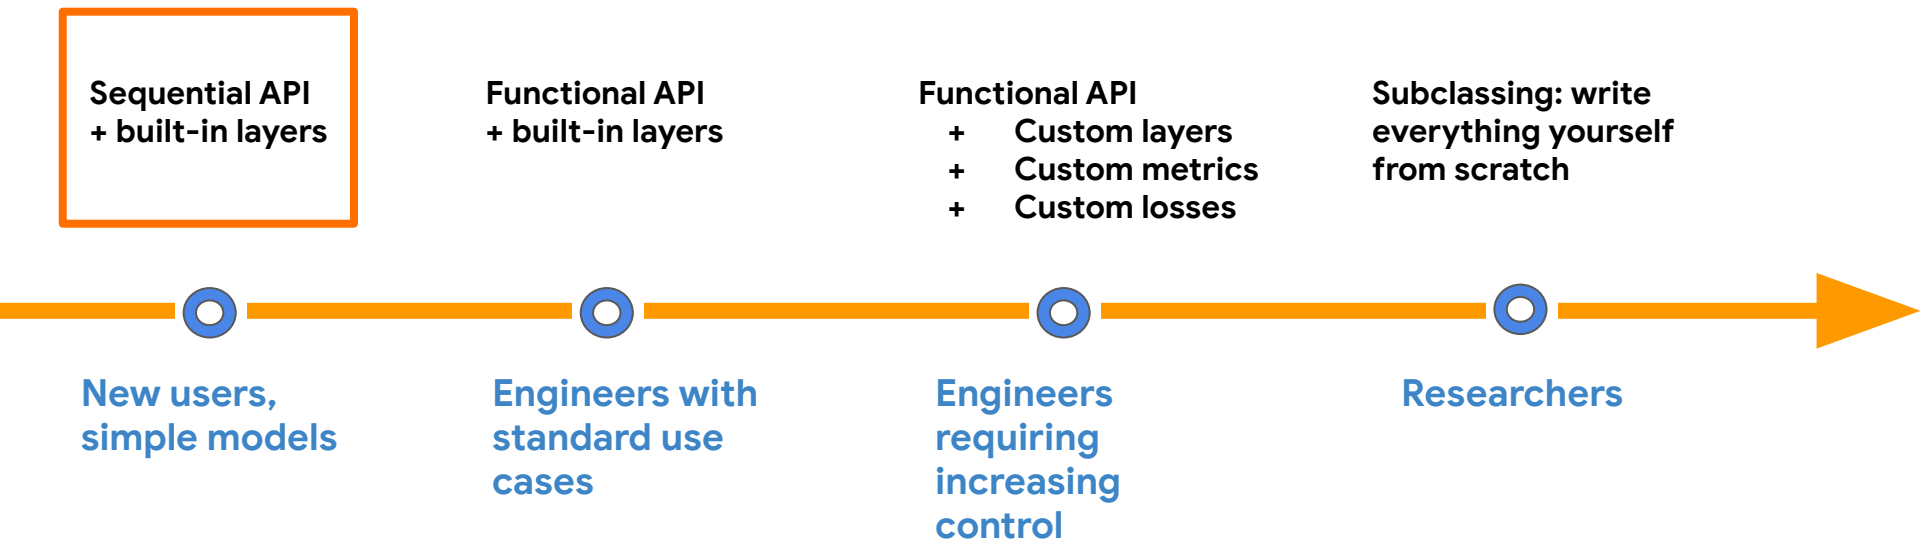 Sequential API
+ built-in layers
Functional API
+ built-in layers
Functional API
+ Custom layers
+ Custom metrics
+ Custom losses
Subclassing: write
everything yourself
from scratch
New users,
simple models
Engineers with
standard use
cases
Engineers
requiring
increasing
control
Researchers